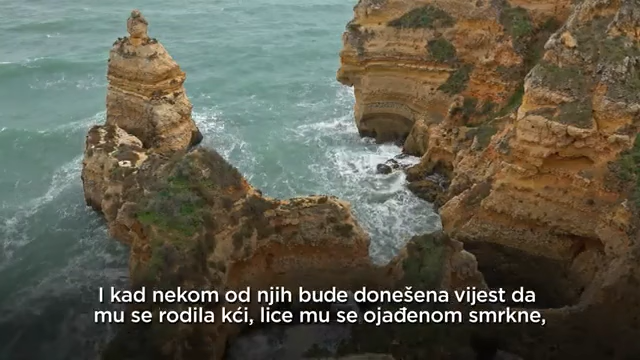 I kad nekom od njih bude donešena vijest da
mu se rodila kći, lice mu se ojađenom smrkne,